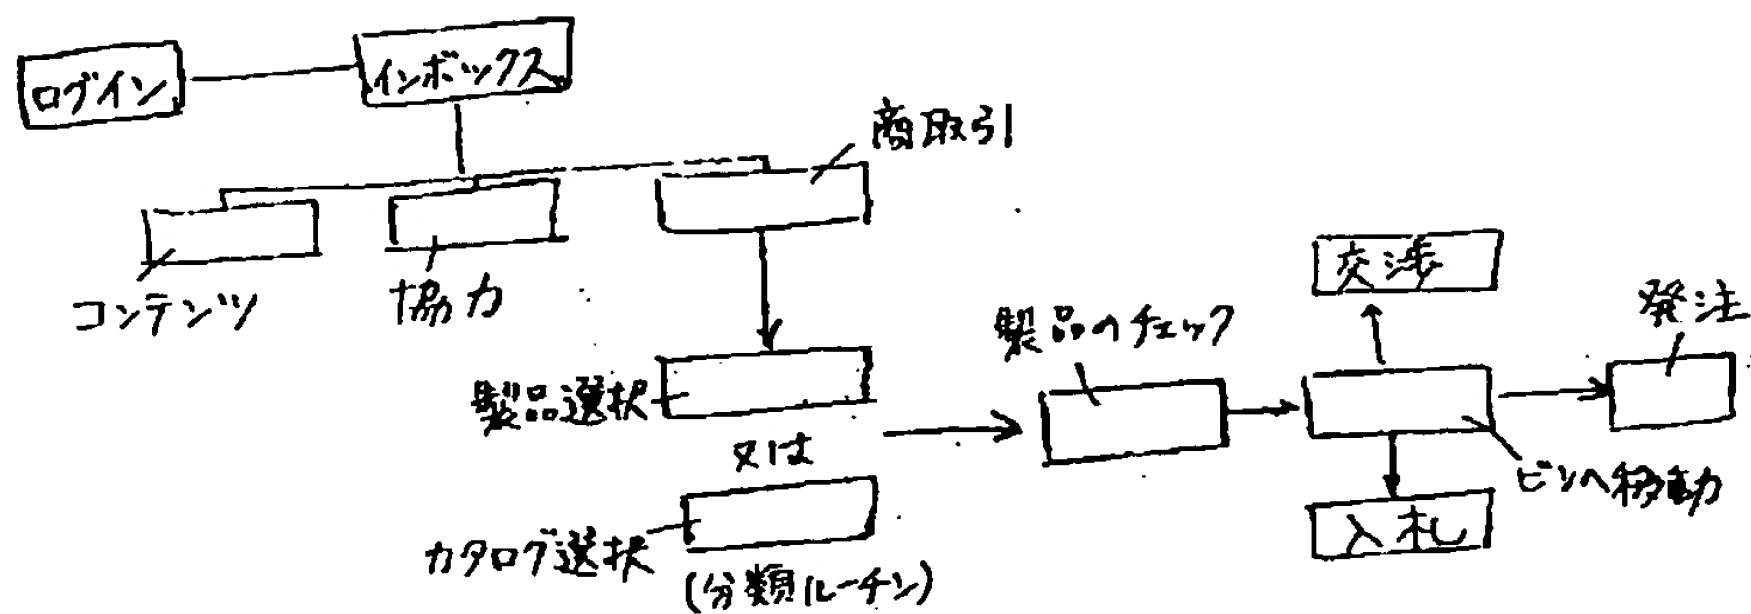 ログイン
インボックス
商取引
コンテンツ
協力
製品選択
又は
カタログ選択
(分類ルーチン)
製品のチェック
交渉
発注
ビンへ移動
入札